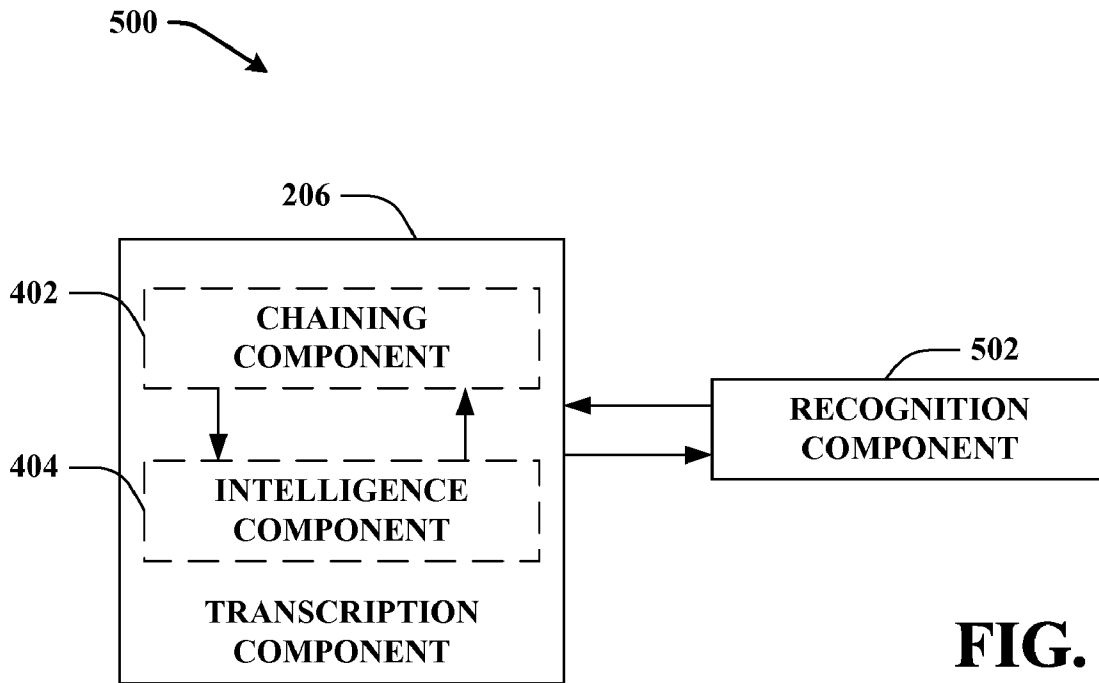 500
206
402
CHAINING
COMPONENT
502
RECOGNITION
COMPONENT
404
INTELLIGENCE
COMPONENT
TRANSCRIPTION
COMPONENT
FIG.